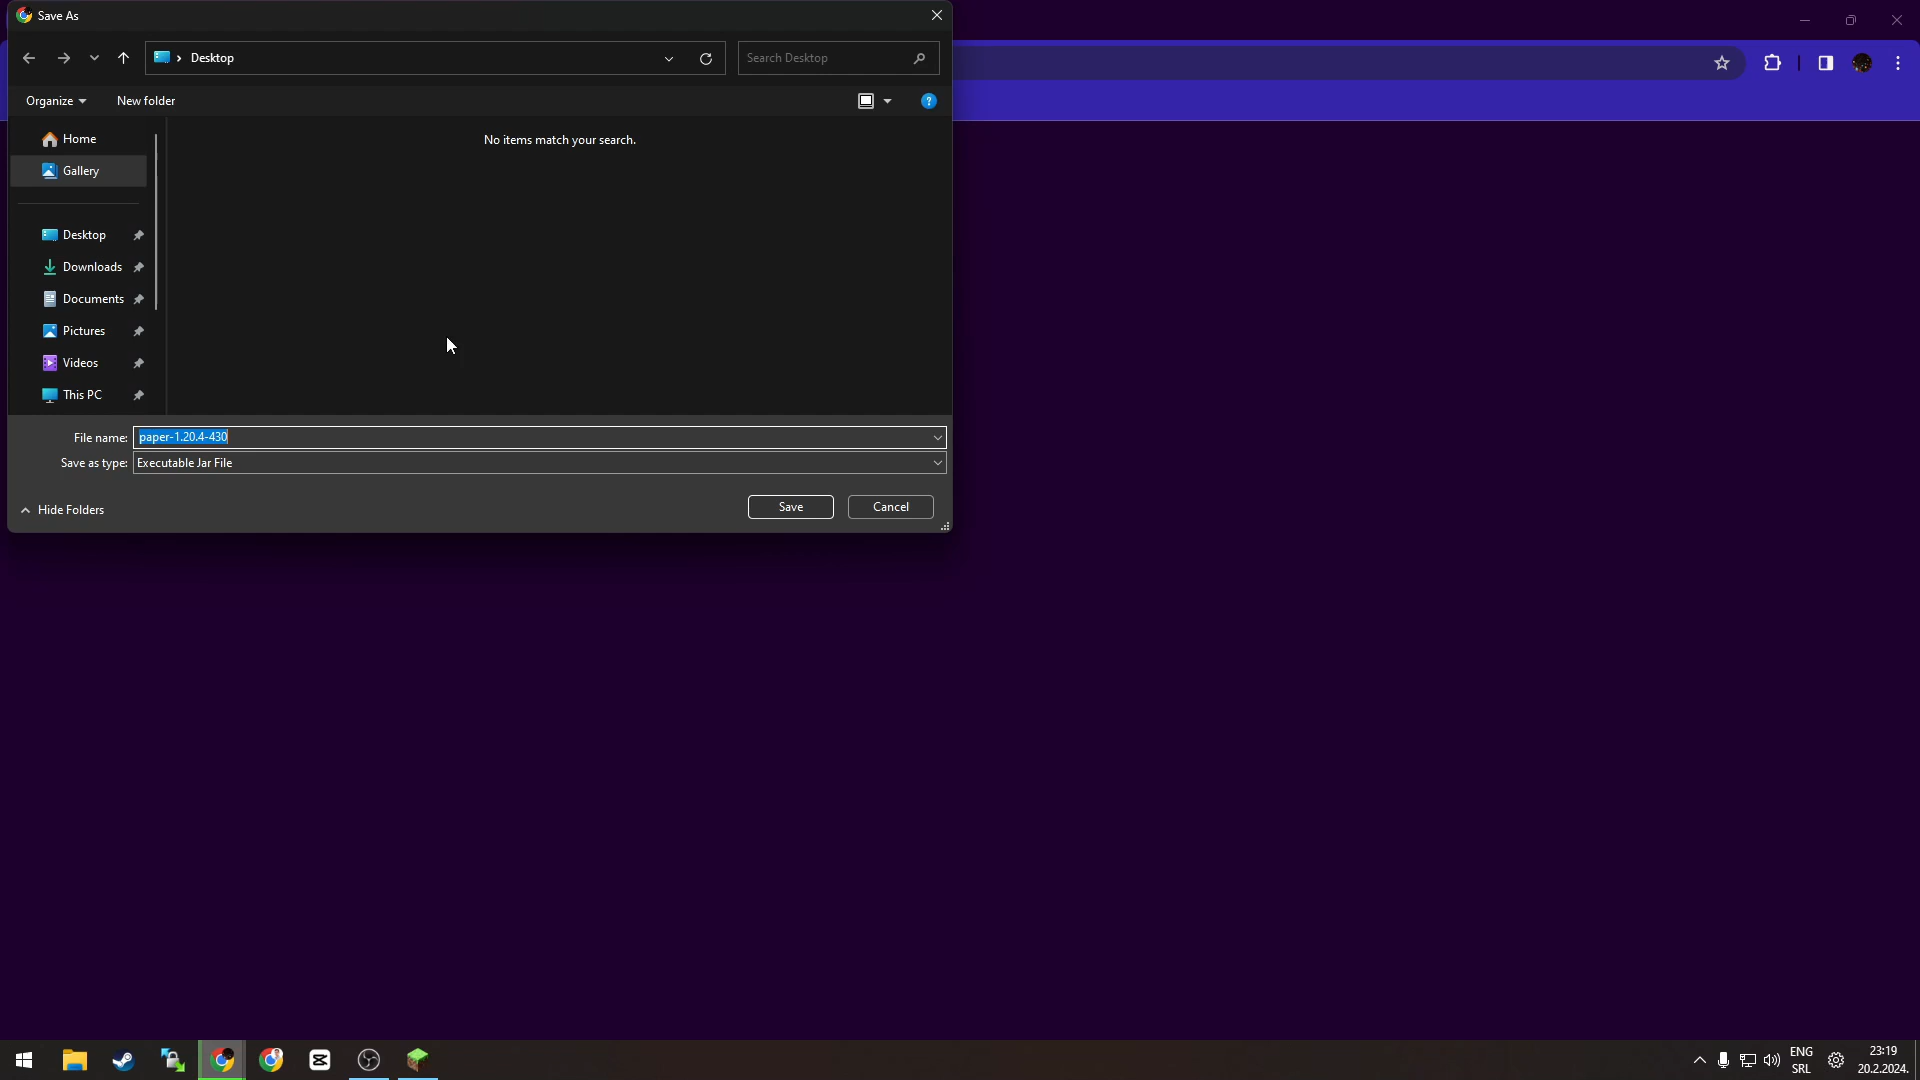 Save As
Desktop
Search Desktop
Organize
New folder
?
Home
Gallery
No items match your search.
Desktop
Downloads
Documents
Pictures
Videos
This PC
File name: paper-1.20.4-430
Save as type: Executable Jar File
Hide Folders
Save
Cancel
ENG
SRL
23:19
20.2.2024.